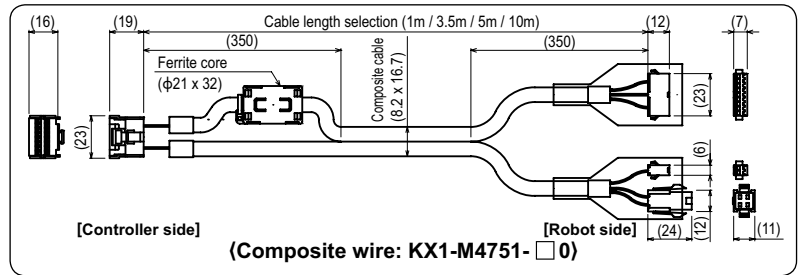 (16)
(19)
Cable length selection (1m / 3.5m / 5m / 10m)
(12)
(7)
(350)
(350)
Ferrite core
(ϕ21 x 32)
Composite cable
(8.2 x 16.7)
(23)
(23)
(6)
(12)
(24)
(11)
[Controller side]
[Robot side]
⟨Composite wire: KX1-M4751- □ 0⟩